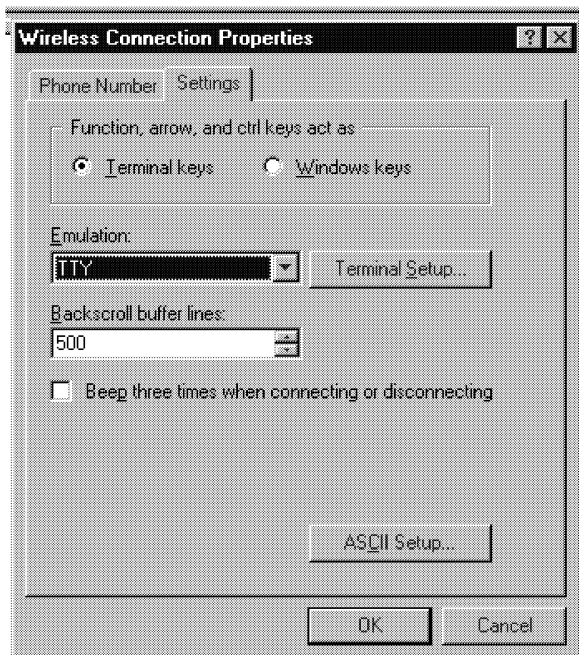 Wireless Connection Properties
Phone Number Settings
Function, arrow, and ctrl keys act as
Terminal keys Windows keys
Emulation:
TTY Terminal Setup...
Backscroll buffer lines:
500
Beep three times when connecting or disconnecting
ASCII Setup...
OK Cancel